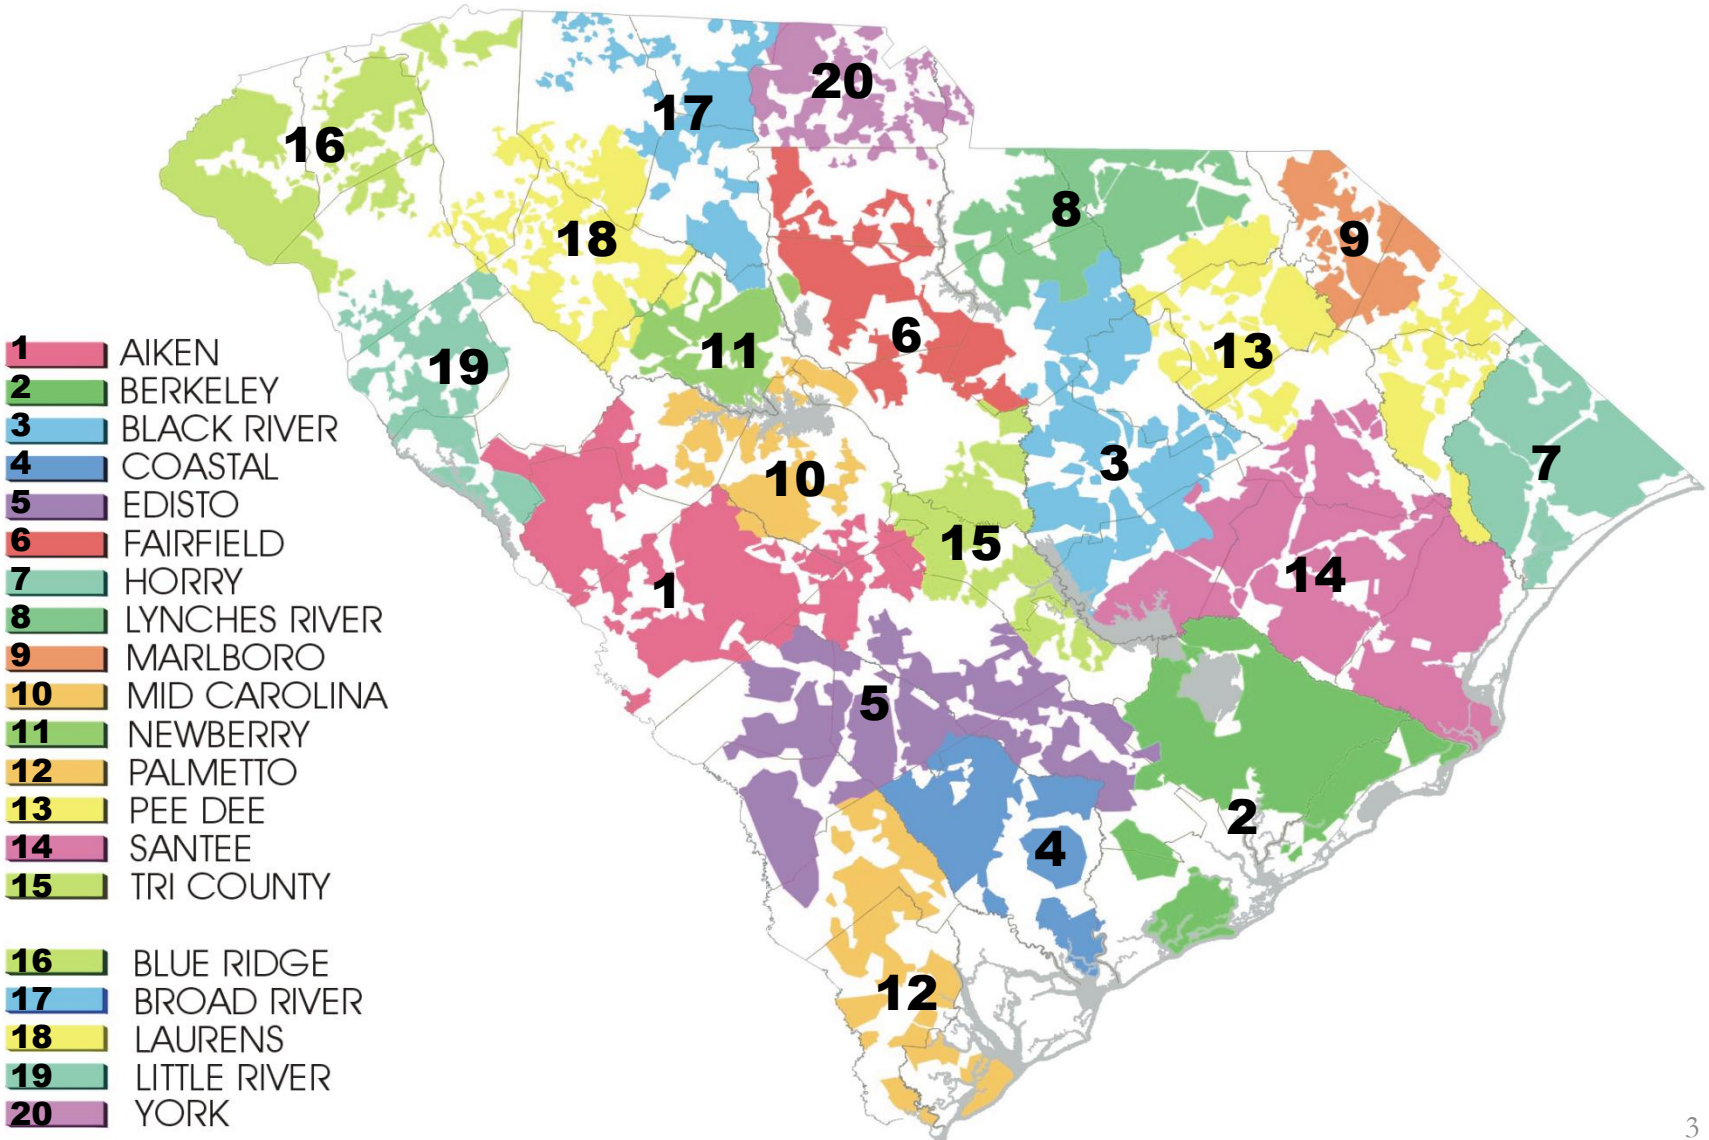 20
17
16
8
18
9
6
11
13
19
7
3
10
15
14
1
5
2
4
12
1 AIKEN
2 BERKELEY
3 BLACK RIVER
4 COASTAL
5 EDISTO
6 FAIRFIELD
7 HORRY
8 LYNCHES RIVER
9 MARLBORO
10 MID CAROLINA
11 NEWBERRY
12 PALMETTO
13 PEE DEE
14 SANTEE
15 TRI COUNTY
16 BLUE RIDGE
17 BROAD RIVER
18 LAURENS
19 LITTLE RIVER
20 YORK
3